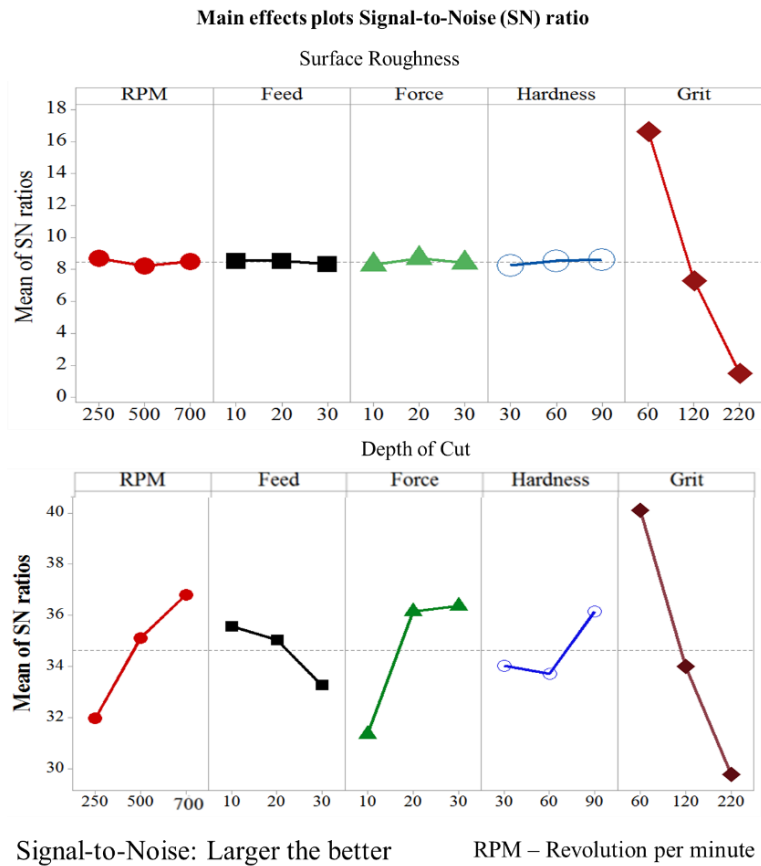 Main effects plots Signal-to-Noise (SN) ratio
Surface Roughness
RPM Feed Force Hardness Grit
Mean of SN ratios
18
16
14
12
10
8
6
4
2
0
250 500 700 10 20 30 10 20 30 30 60 90 60 120 220
Depth of Cut
RPM Feed Force Hardness Grit
Mean of SN ratios
40
38
36
34
32
30
250 500 700 10 20 30 10 20 30 30 60 90 60 120 220
Signal-to-Noise: Larger the better RPM – Revolution per minute